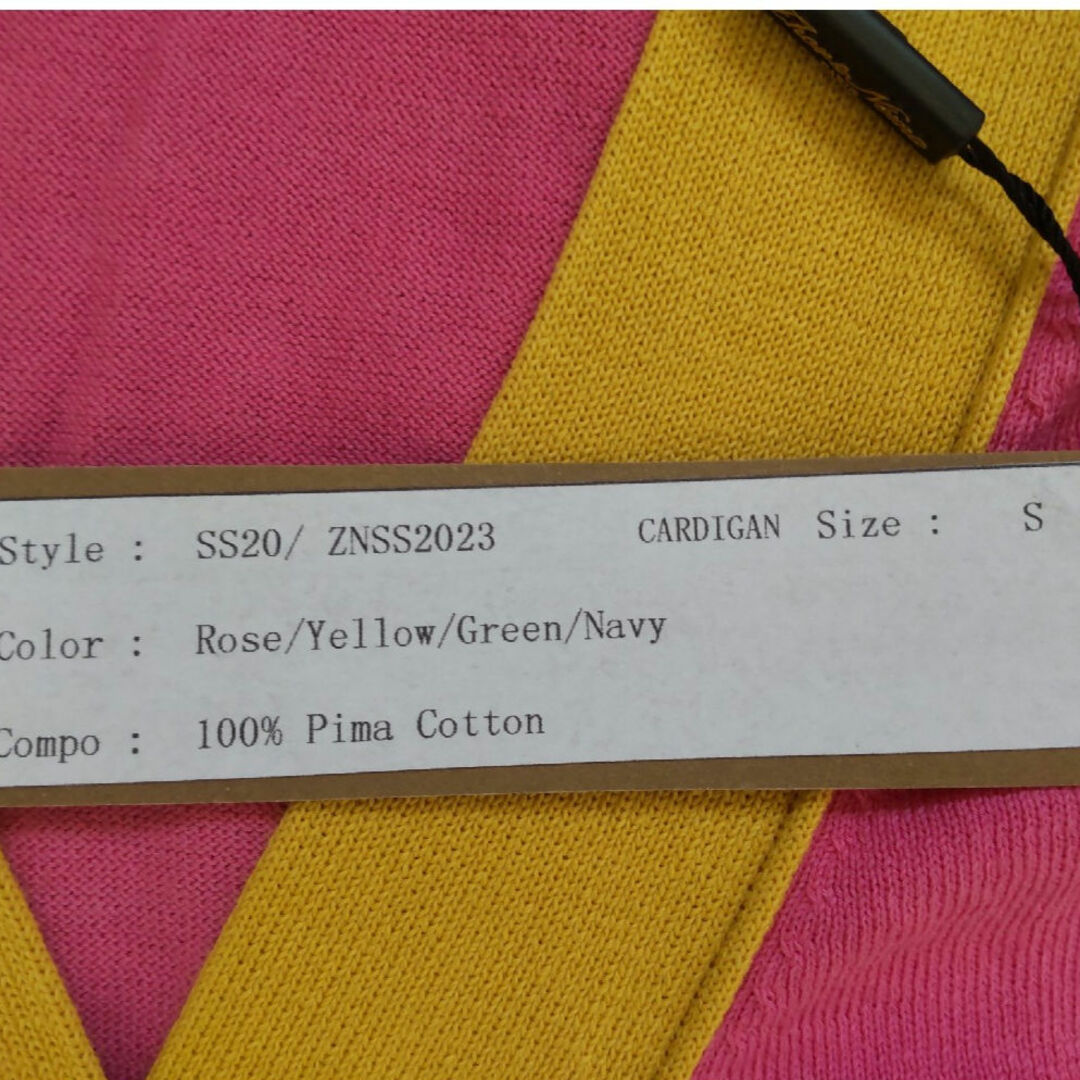 Style : SS20/ ZNSS2023 CARDIGAN Size : S
Color : Rose/Yellow/Green/Navy
Compo : 100% Pima Cotton